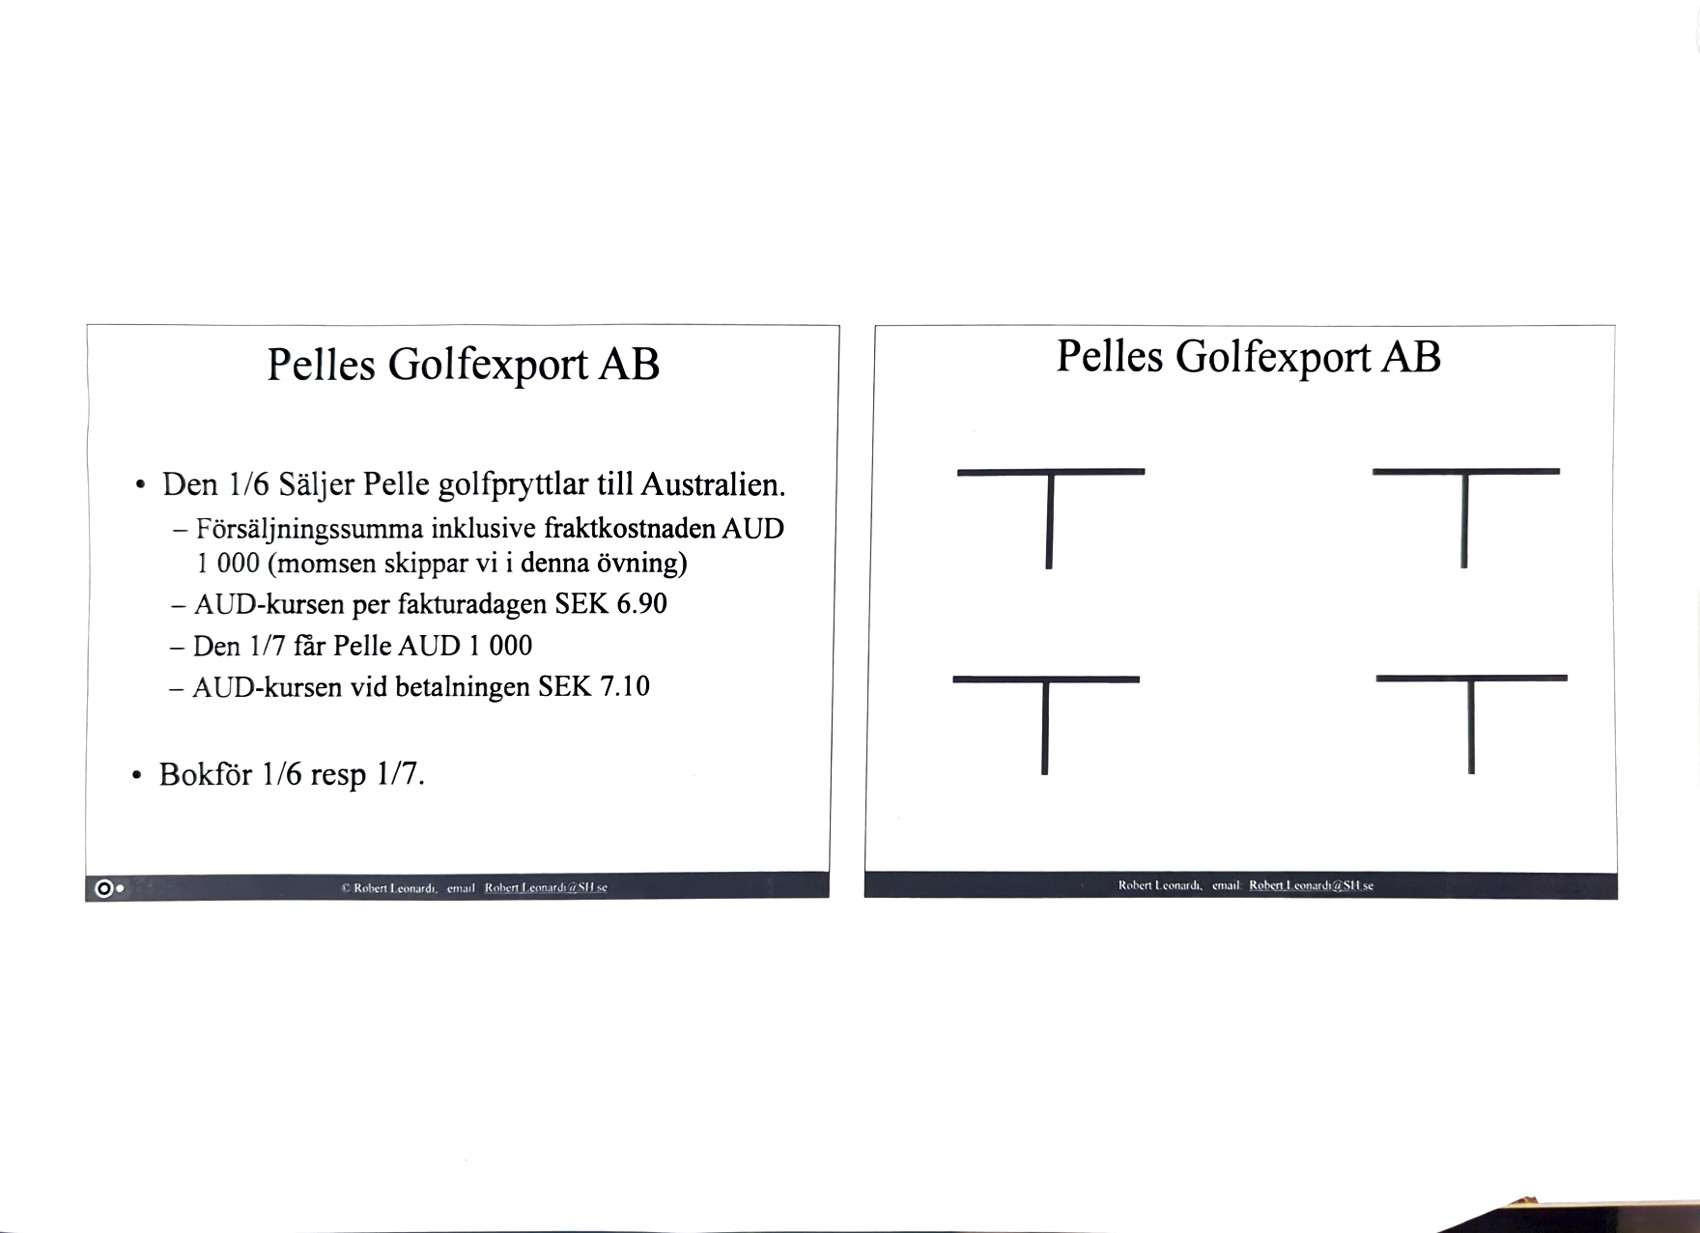 Pelles Golfexport AB
• Den 1/6 Säljer Pelle golfpryttlar till Australien.
– Försäljningssumma inklusive fraktkostnaden AUD
1 000 (momsen skippar vi i denna övning)
– AUD-kursen per fakturadagen SEK 6.90
– Den 1/7 får Pelle AUD 1 000
– AUD-kursen vid betalningen SEK 7.10
• Bokför 1/6 resp 1/7.
© Robert Leonardi, email Robert.Leonardi@SH.se
Pelles Golfexport AB
Robert Leonardi, email: Robert.Leonardi@SH.se